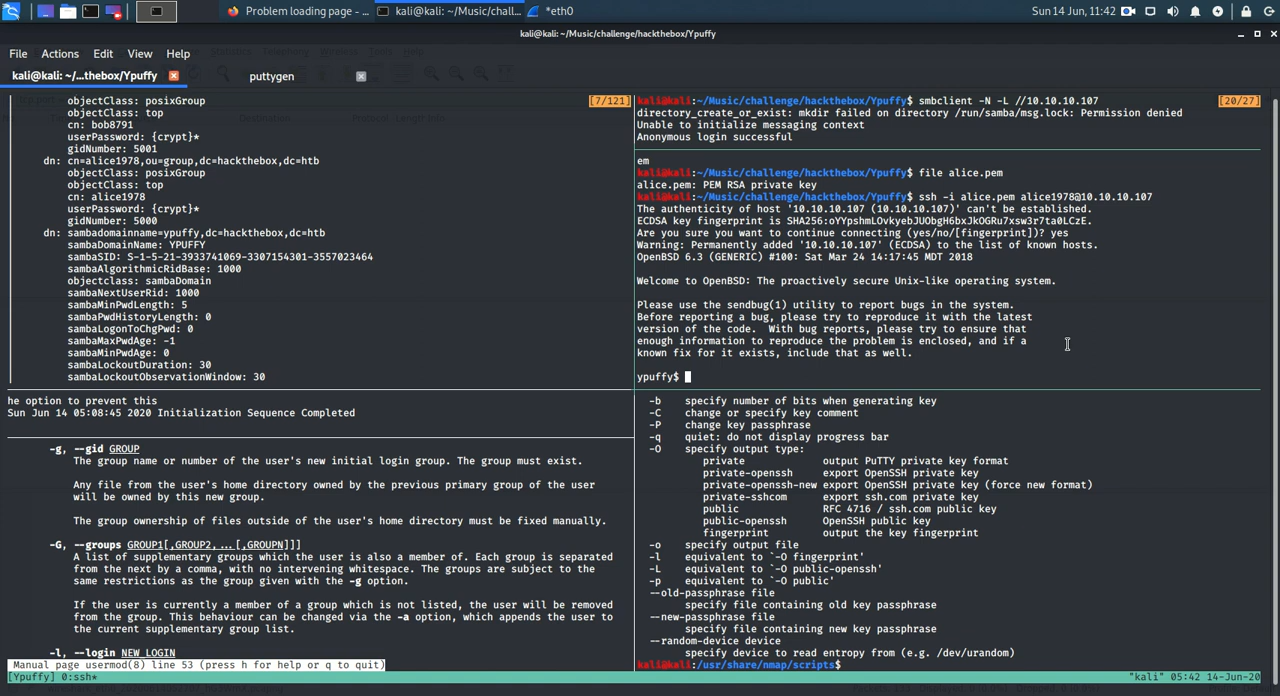 Problem loading page - ...
kali@kali: ~/Music/chall...
*eth0
Sun 14 Jun, 11:42
kali@kali: ~/Music/challenge/hackthebox/Ypuffy
File Actions Edit View Help
kali@kali: ~/...thebox/Ypuffy
puttygen
objectClass: posixGroup
[7/121]
objectClass: top
cn: bob8791
userPassword: {crypt}*
gidNumber: 5001
dn: cn=alice1978,ou=group,dc=hackthebox,dc=htb
objectClass: posixGroup
objectClass: top
cn: alice1978
userPassword: {crypt}*
gidNumber: 5000
dn: sambadomainname=ypuffy,dc=hackthebox,dc=htb
sambaDomainName: YPUFFY
sambaSID: S-1-5-21-3933741069-3307154301-3557023464
sambaAlgorithmicRidBase: 1000
objectclass: sambaDomain
sambaNextUserRid: 1000
sambaMinPwdLength: 5
sambaPwdHistoryLength: 0
sambaLogonToChgPwd: 0
sambaMaxPwdAge: -1
sambaMinPwdAge: 0
sambaLockoutDuration: 30
sambaLockoutObservationWindow: 30
he option to prevent this
Sun Jun 14 05:08:45 2020 Initialization Sequence Completed
-g, --gid GROUP
The group name or number of the user's new initial login group. The group must exist.
Any file from the user's home directory owned by the previous primary group of the user
will be owned by this new group.
The group ownership of files outside of the user's home directory must be fixed manually.
-G, --groups GROUP1[,GROUP2,...[,GROUPN]]]
A list of supplementary groups which the user is also a member of. Each group is separated
from the next by a comma, with no intervening whitespace. The groups are subject to the
same restrictions as the group given with the -g option.
If the user is currently a member of a group which is not listed, the user will be removed
from the group. This behaviour can be changed via the -a option, which appends the user to
the current supplementary group list.
-l, --login NEW_LOGIN
Manual page usermod(8) line 53 (press h for help or q to quit)
kali@kali:~/Music/challenge/hackthebox/Ypuffy$ smbclient -N -L //10.10.10.107
[20/27]
directory_create_or_exist: mkdir failed on directory /run/samba/msg.lock: Permission denied
Unable to initialize messaging context
Anonymous login successful
em
kali@kali:~/Music/challenge/hackthebox/Ypuffy$ file alice.pem
alice.pem: PEM RSA private key
kali@kali:~/Music/challenge/hackthebox/Ypuffy$ ssh -i alice.pem alice1978@10.10.10.107
The authenticity of host '10.10.10.107 (10.10.10.107)' can't be established.
ECDSA key fingerprint is SHA256:oYYpshmLOvkyebJUObgH6bxJkOGRu7xsw3r7ta0LCzE.
Are you sure you want to continue connecting (yes/no/[fingerprint])? yes
Warning: Permanently added '10.10.10.107' (ECDSA) to the list of known hosts.
OpenBSD 6.3 (GENERIC) #100: Sat Mar 24 14:17:45 MDT 2018
Welcome to OpenBSD: The proactively secure Unix-like operating system.
Please use the sendbug(1) utility to report bugs in the system.
Before reporting a bug, please try to reproduce it with the latest
version of the code.  With bug reports, please try to ensure that
enough information to reproduce the problem is enclosed, and if a
known fix for it exists, include that as well.
ypuffy$
-b specify number of bits when generating key
-C change or specify key comment
-P change key passphrase
-q quiet: do not display progress bar
-O specify output type:
private output PuTTY private key format
private-openssh export OpenSSH private key
private-openssh-new export OpenSSH private key (force new format)
private-sshcom export ssh.com private key
public RFC 4716 / ssh.com public key
public-openssh OpenSSH public key
fingerprint output the key fingerprint
-o specify output file
-l equivalent to `-O fingerprint'
-L equivalent to `-O public-openssh'
-p equivalent to `-O public'
--old-passphrase file
specify file containing old key passphrase
--new-passphrase file
specify file containing new key passphrase
--random-device device
specify device to read entropy from (e.g. /dev/urandom)
kali@kali:/usr/share/nmap/scripts$
[Ypuffy] 0:ssh*
"kali" 05:42 14-Jun-20